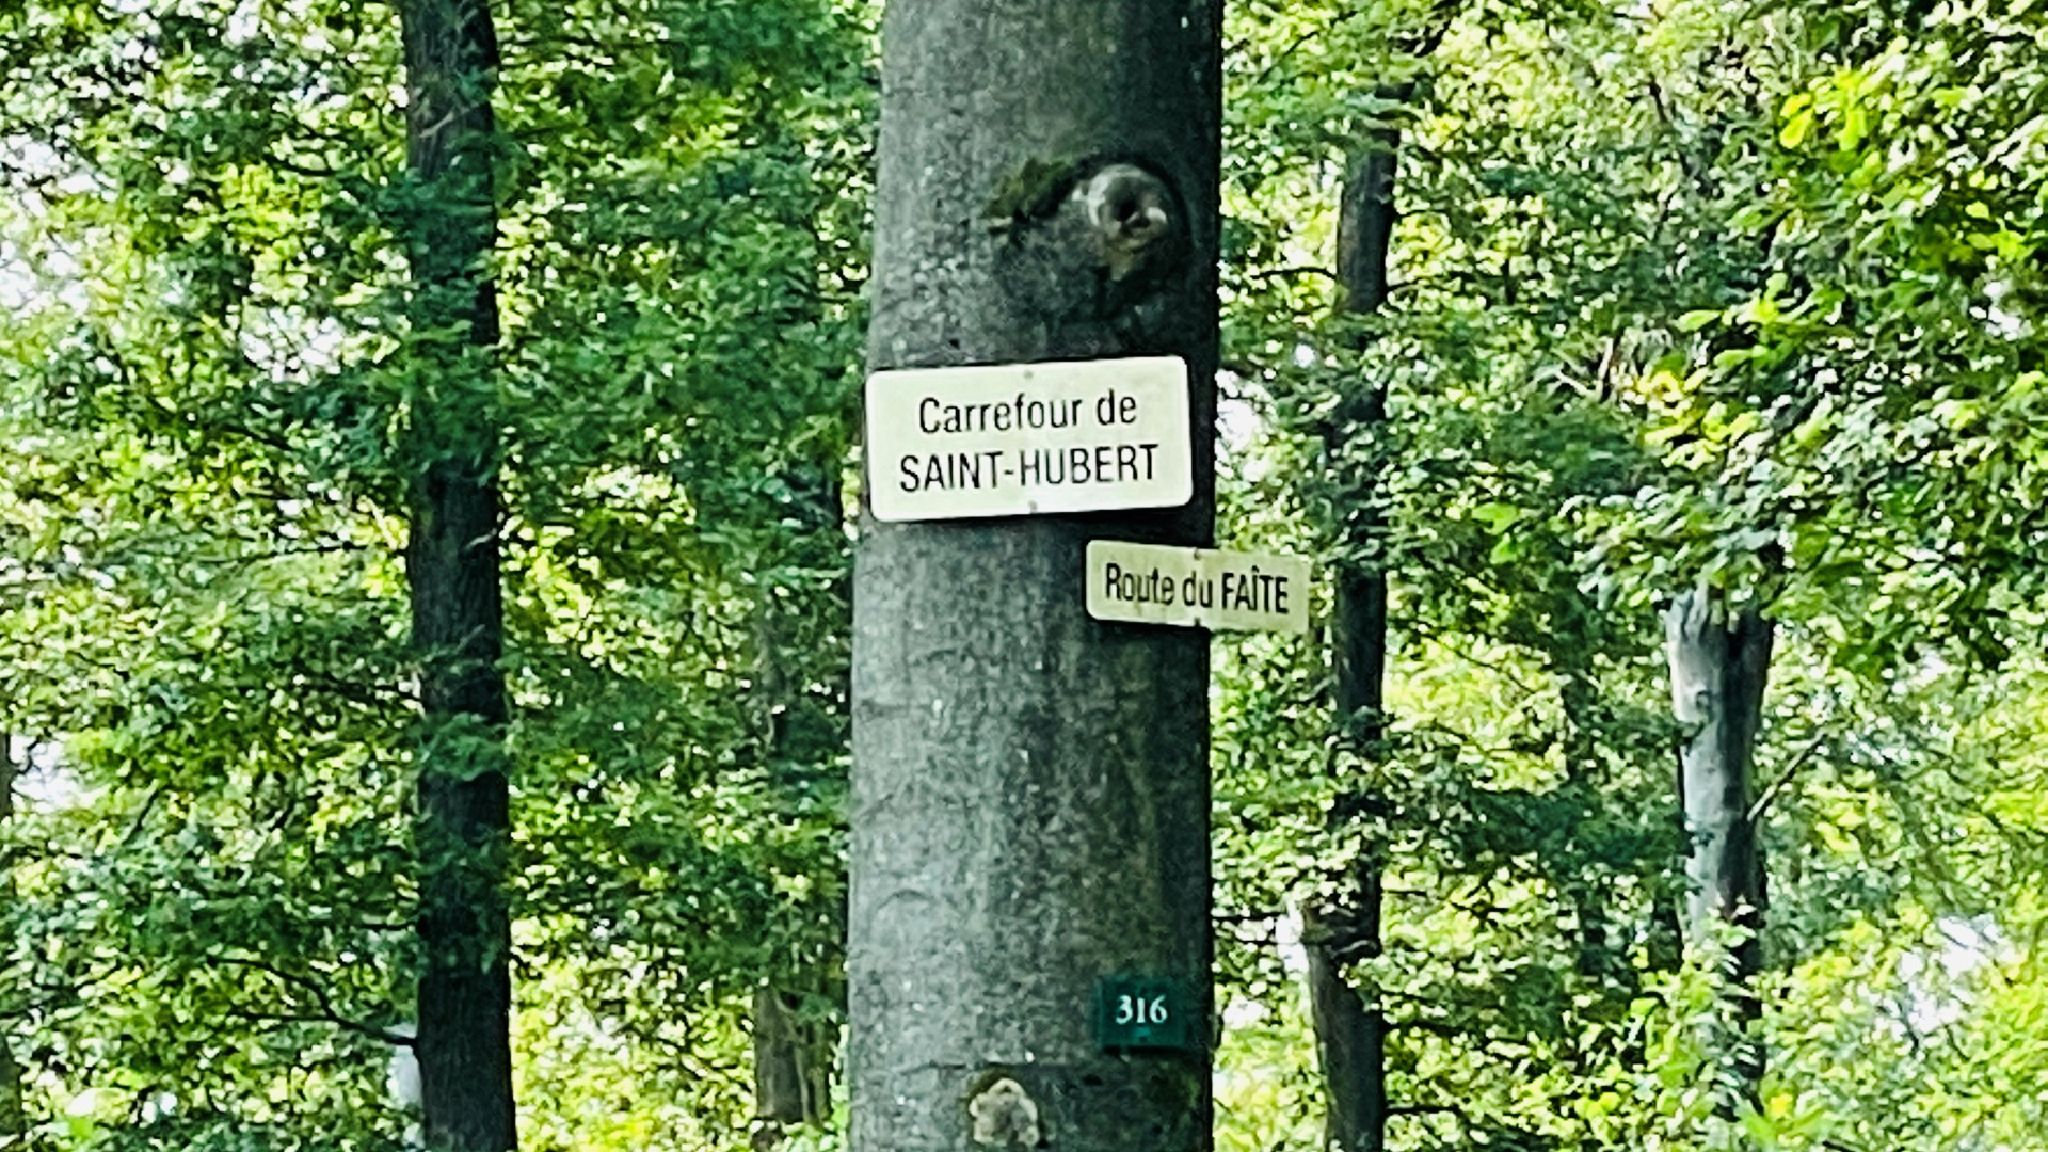 Carrefour de
SAINT-HUBERT
Route du FAÎTE
316